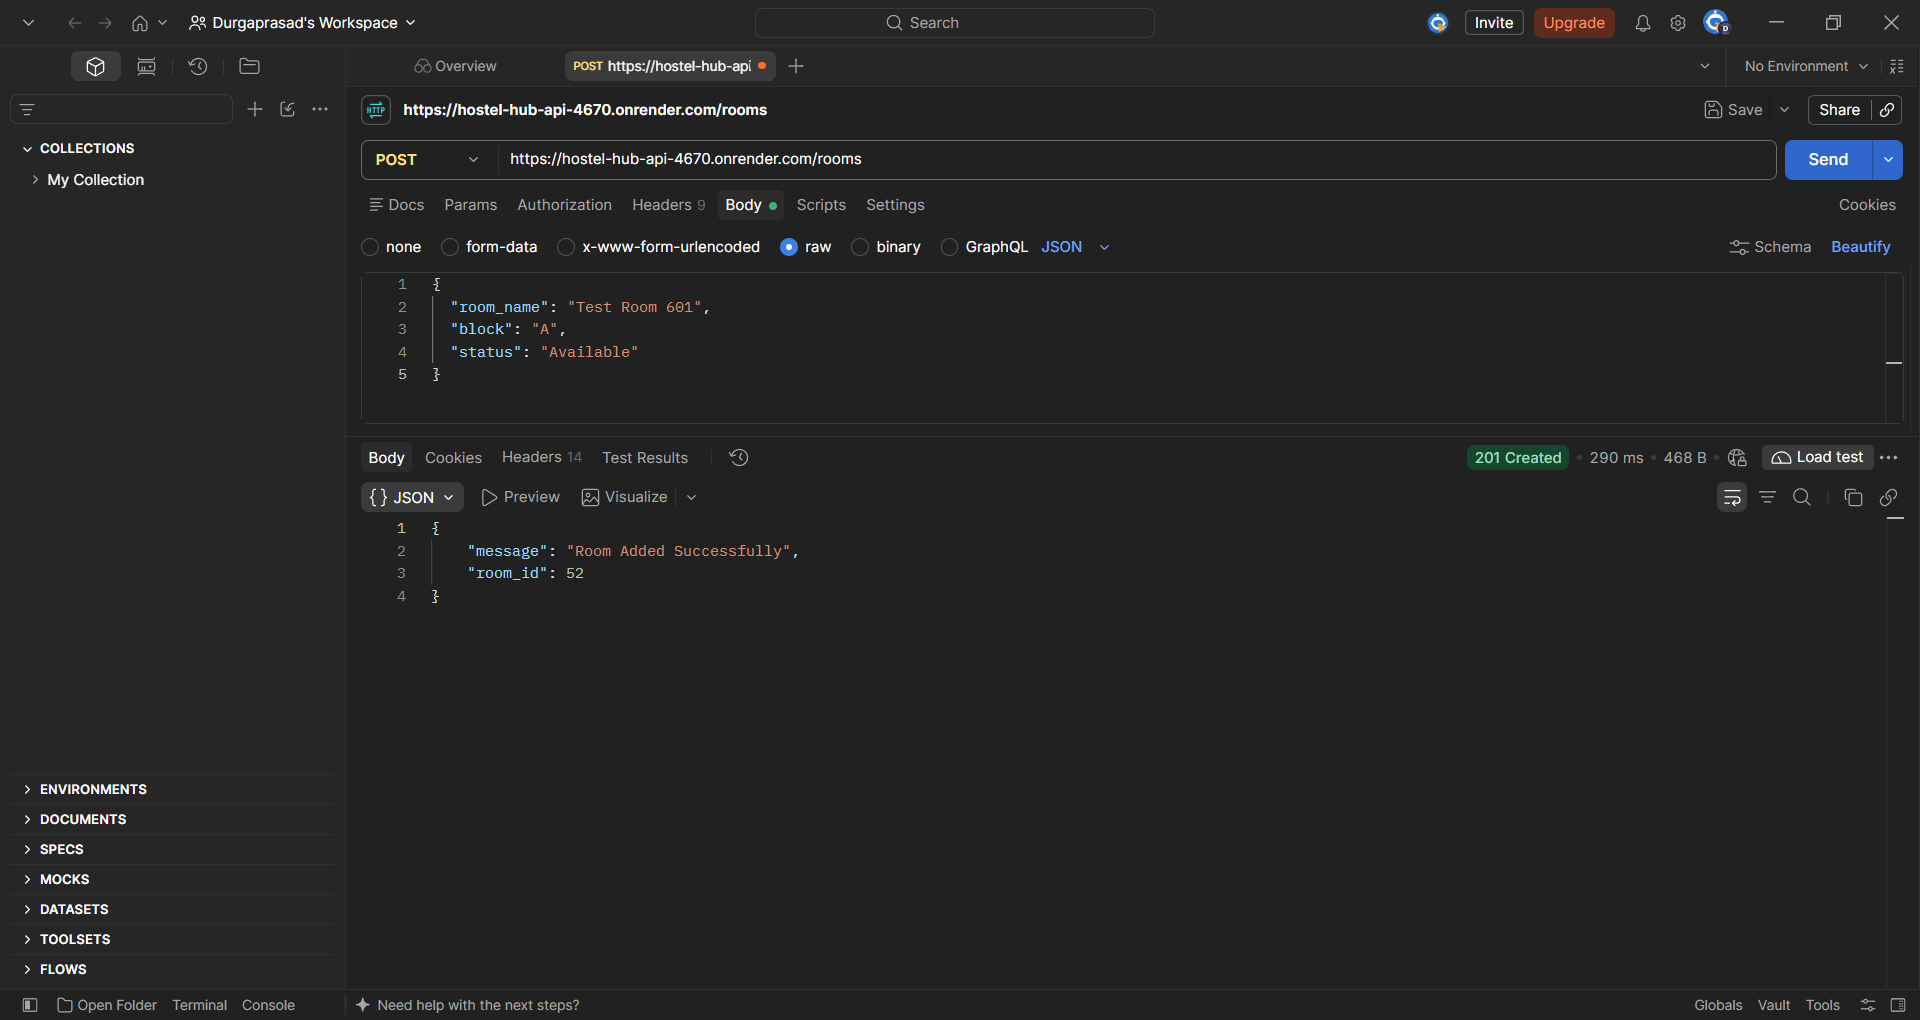 Durgaprasad's Workspace
Search
Invite
Upgrade
D
Overview
POST https://hostel-hub-api
No Environment
HTTP
https://hostel-hub-api-4670.onrender.com/rooms
Save
Share
COLLECTIONS
My Collection
POST
https://hostel-hub-api-4670.onrender.com/rooms
Send
Docs
Params
Authorization
Headers 9
Body
Scripts
Settings
Cookies
none
form-data
x-www-form-urlencoded
raw
binary
GraphQL
JSON
Schema
Beautify
1 {
2 "room_name": "Test Room 601",
3 "block": "A",
4 "status": "Available"
5 }
Body
Cookies
Headers 14
Test Results
201 Created
290 ms
468 B
Load test
{} JSON
Preview
Visualize
1 {
2 "message": "Room Added Successfully",
3 "room_id": 52
4 }
ENVIRONMENTS
DOCUMENTS
SPECS
MOCKS
DATASETS
TOOLSETS
FLOWS
Open Folder
Terminal
Console
Need help with the next steps?
Globals
Vault
Tools